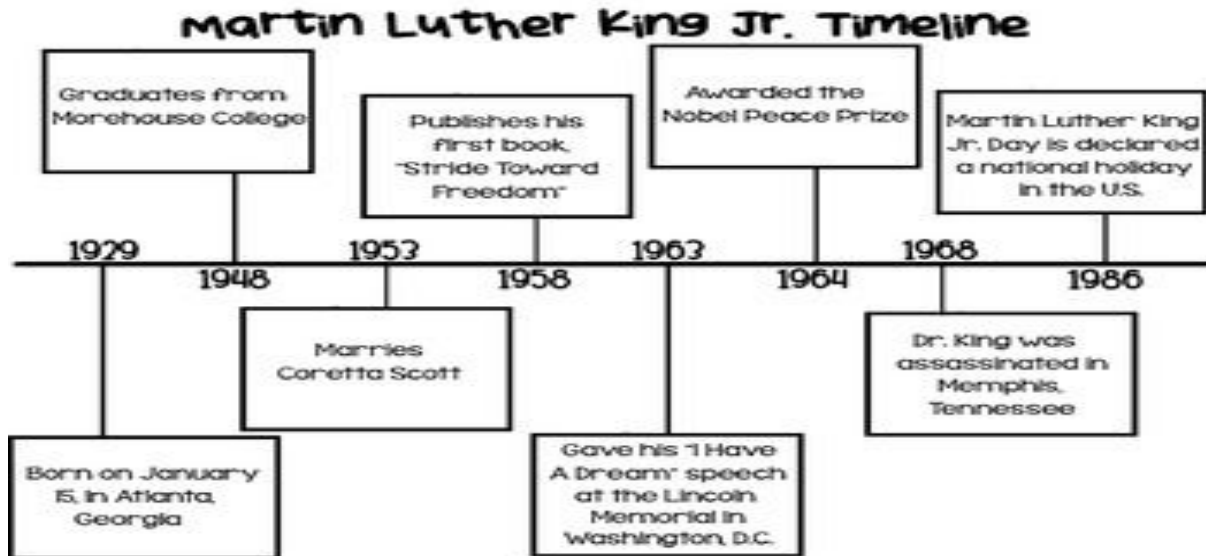 Martin Luther King Jr. Timeline
Graduates from
Morehouse College
Publishes his
first book,
"Stride Toward
Freedom"
Awarded the
Nobel Peace Prize
Martin Luther King
Jr. Day is declared
a national holiday
in the U.S.
1929
1948
1953
1958
1963
1964
1968
1986
Born on January
15, in Atlanta,
Georgia
Marries
Coretta Scott
Gave his "I Have
A Dream" speech
at the Lincoln
Memorial in
Washington, D.C.
Dr. King was
assassinated in
Memphis,
Tennessee